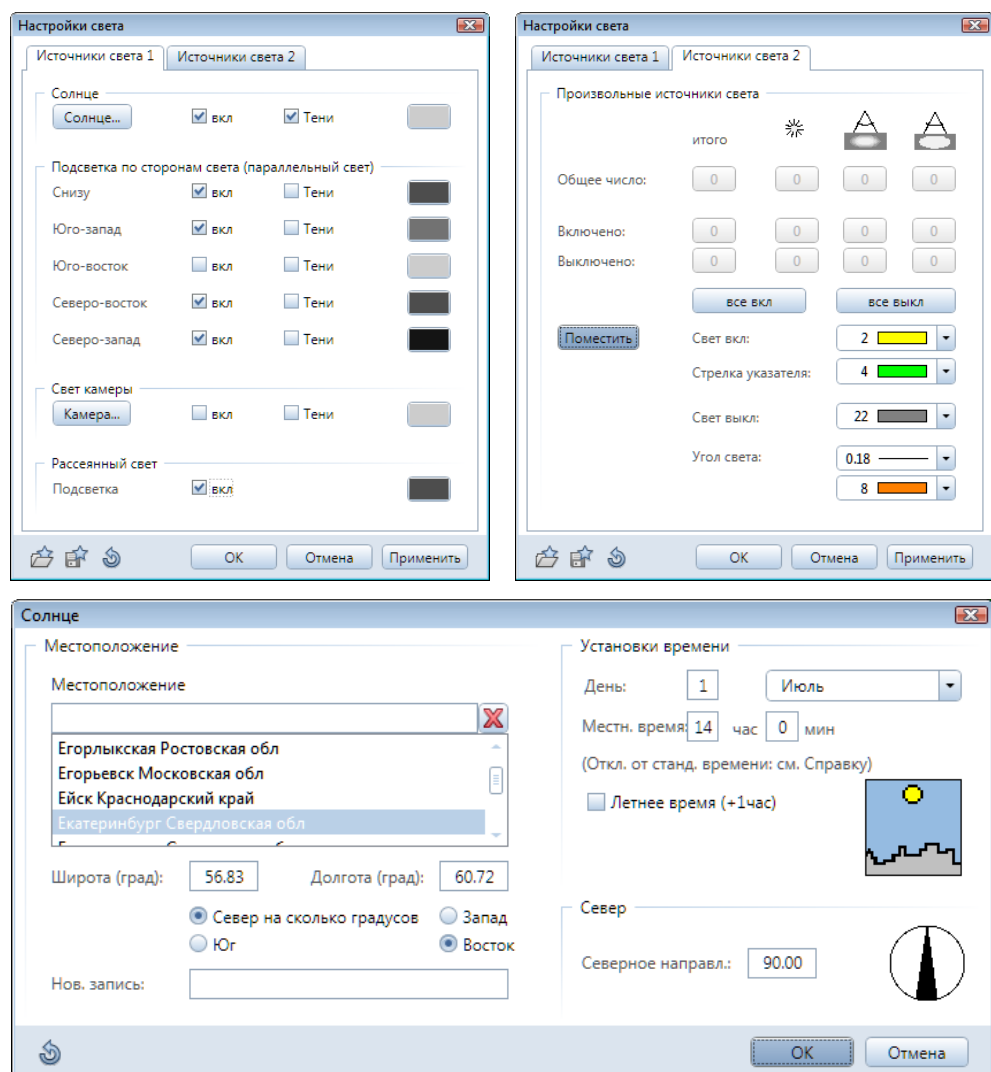 Настройки света
Источники света 1 Источники света 2
Солнце
Солнце... вкл Тени
Подсветка по сторонам света (параллельный свет)
Снизу вкл Тени
Юго-запад вкл Тени
Юго-восток вкл Тени
Северо-восток вкл Тени
Северо-запад вкл Тени
Свет камеры
Камера... вкл Тени
Рассеянный свет
Подсветка вкл
ОК Отмена Применить
Настройки света
Источники света 1 Источники света 2
Произвольные источники света
итого
Общее число: 0 0 0 0
Включено: 0 0 0 0
Выключено: 0 0 0 0
все вкл все выкл
Поместить Свет вкл: 2
Стрелка указателя: 4
Свет выкл: 22
Угол света: 0.18
8
ОК Отмена Применить
Солнце
Местоположение
Местоположение
Егорлыкская Ростовская обл
Егорьевск Московская обл
Ейск Краснодарский край
Екатеринбург Свердловская обл
Широта (град): 56.83 Долгота (град): 60.72
Север на сколько градусов Запад
Юг Восток
Нов. запись:
Установки времени
День: 1 Июль
Местн. время: 14 час 0 мин
(Откл. от станд. времени: см. Справку)
Летнее время (+1час)
Север
Северное направл.: 90.00
ОК Отмена